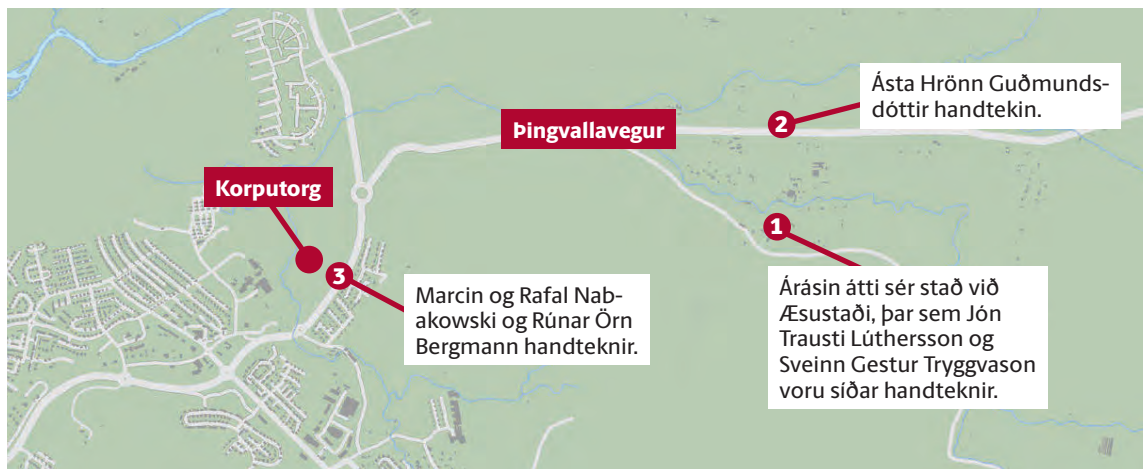 Ásta Hrönn Guðmunds-
dóttir handtekin.
2
Þingvallavegur
Korputorg
1
3
Marcin og Rafal Nab-
akowski og Rúnar Örn
Bergmann handteknir.
Árásin átti sér stað við
Æsustaði, þar sem Jón
Trausti Lúthersson og
Sveinn Gestur Tryggvason
voru síðar handteknir.